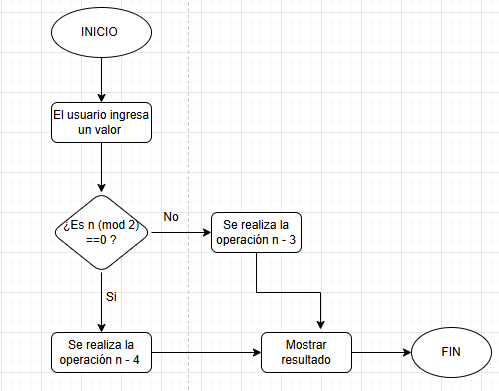 INICIO
El usuario ingresa
un valor
¿Es n (mod 2)
==0 ?
No
Se realiza la
operación n - 3
Si
Se realiza la
operación n - 4
Mostrar
resultado
FIN